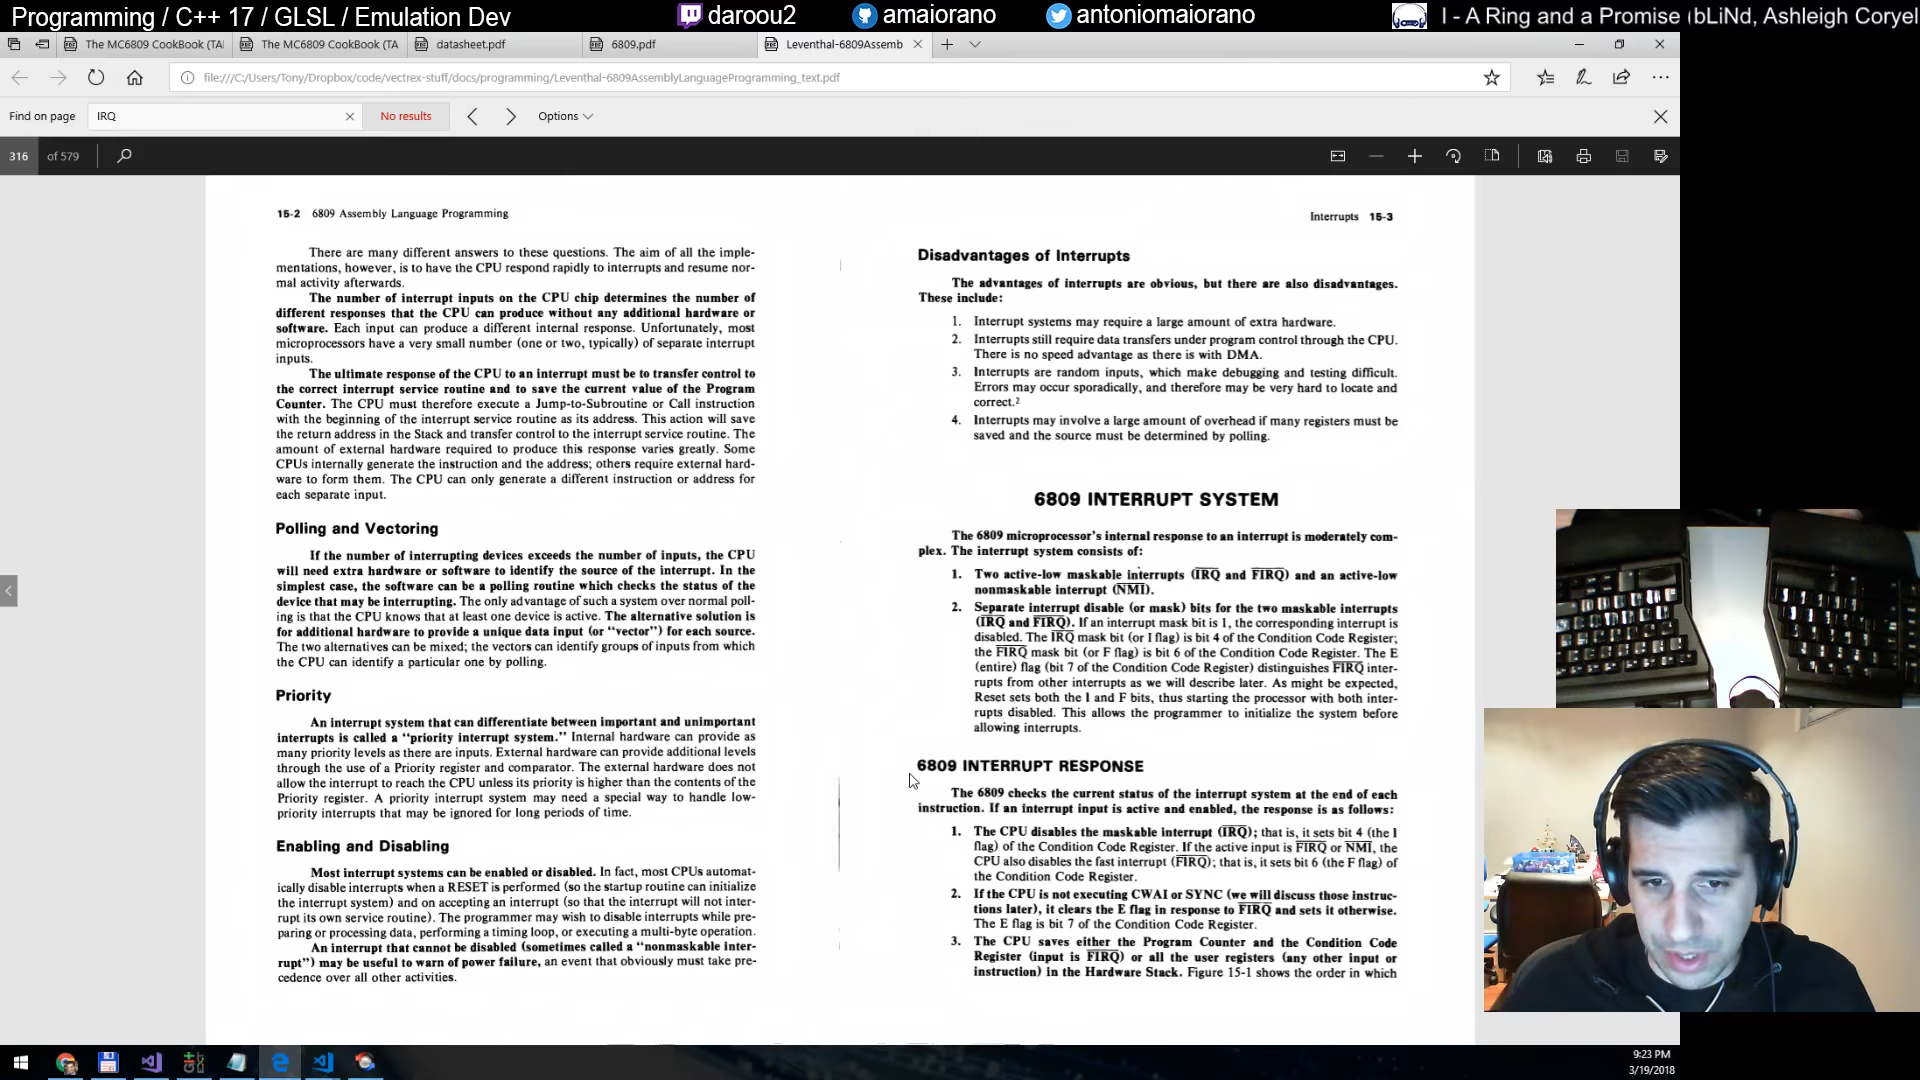 Programming / C++ 17 / GLSL / Emulation Dev
daroou2
amaiorano
antoniomaiorano
I - A Ring and a Promise (bLiNd, Ashleigh Coryel
The MC6809 CookBook (TAI
The MC6809 CookBook (TA
datasheet.pdf
6809.pdf
Leventhal-6809Assemb
file:///C:/Users/Tony/Dropbox/code/vectrex-stuff/docs/programming/Leventhal-6809AssemblyLanguageProgramming_text.pdf
Find on page
IRQ
No results
Options
316
of 579
15-2 6809 Assembly Language Programming
There are many different answers to these questions. The aim of all the imple-
mentations, however, is to have the CPU respond rapidly to interrupts and resume nor-
mal activity afterwards.
The number of interrupt inputs on the CPU chip determines the number of
different responses that the CPU can produce without any additional hardware or
software. Each input can produce a different internal response. Unfortunately, most
microprocessors have a very small number (one or two, typically) of separate interrupt
inputs.
The ultimate response of the CPU to an interrupt must be to transfer control to
the correct interrupt service routine and to save the current value of the Program
Counter. The CPU must therefore execute a Jump-to-Subroutine or Call instruction
with the beginning of the interrupt service routine as its address. This action will save
the return address in the Stack and transfer control to the interrupt service routine. The
amount of external hardware required to produce this response varies greatly. Some
CPUs internally generate the instruction and the address; others require external hard-
ware to form them. The CPU can only generate a different instruction or address for
each separate input.
Polling and Vectoring
If the number of interrupting devices exceeds the number of inputs, the CPU
will need extra hardware or software to identify the source of the interrupt. In the
simplest case, the software can be a polling routine which checks the status of the
device that may be interrupting. The only advantage of such a system over normal poll-
ing is that the CPU knows that at least one device is active. The alternative solution is
for additional hardware to provide a unique data input (or "vector") for each source.
The two alternatives can be mixed; the vectors can identify groups of inputs from which
the CPU can identify a particular one by polling.
Priority
An interrupt system that can differentiate between important and unimportant
interrupts is called a "priority interrupt system." Internal hardware can provide as
many priority levels as there are inputs. External hardware can provide additional levels
through the use of a Priority register and comparator. The external hardware does not
allow the interrupt to reach the CPU unless its priority is higher than the contents of the
Priority register. A priority interrupt system may need a special way to handle low-
priority interrupts that may be ignored for long periods of time.
Enabling and Disabling
Most interrupt systems can be enabled or disabled. In fact, most CPUs automat-
ically disable interrupts when a RESET is performed (so the startup routine can initialize
the interrupt system) and on accepting an interrupt (so that the interrupt will not inter-
rupt its own service routine). The programmer may wish to disable interrupts while pre-
paring or processing data, performing a timing loop, or executing a multi-byte operation.
An interrupt that cannot be disabled (sometimes called a "nonmaskable inter-
rupt") may be useful to warn of power failure, an event that obviously must take pre-
cedence over all other activities.
Interrupts 15-3
Disadvantages of Interrupts
The advantages of interrupts are obvious, but there are also disadvantages.
These include:
1. Interrupt systems may require a large amount of extra hardware.
2. Interrupts still require data transfers under program control through the CPU.
There is no speed advantage as there is with DMA.
3. Interrupts are random inputs, which make debugging and testing difficult.
Errors may occur sporadically, and therefore may be very hard to locate and
correct.²
4. Interrupts may involve a large amount of overhead if many registers must be
saved and the source must be determined by polling.
6809 INTERRUPT SYSTEM
The 6809 microprocessor's internal response to an interrupt is moderately com-
plex. The interrupt system consists of:
1. Two active-low maskable interrupts (IRQ and FIRQ) and an active-low
nonmaskable interrupt (NMI).
2. Separate interrupt disable (or mask) bits for the two maskable interrupts
(IRQ and FIRQ). If an interrupt mask bit is 1, the corresponding interrupt is
disabled. The IRQ mask bit (or I flag) is bit 4 of the Condition Code Register;
the FIRQ mask bit (or F flag) is bit 6 of the Condition Code Register. The E
(entire) flag (bit 7 of the Condition Code Register) distinguishes FIRQ inter-
rupts from other interrupts as we will describe later. As might be expected,
Reset sets both the I and F bits, thus starting the processor with both inter-
rupts disabled. This allows the programmer to initialize the system before
allowing interrupts.
6809 INTERRUPT RESPONSE
The 6809 checks the current status of the interrupt system at the end of each
instruction. If an interrupt input is active and enabled, the response is as follows:
1. The CPU disables the maskable interrupt (IRQ); that is, it sets bit 4 (the I
flag) of the Condition Code Register. If the active input is FIRQ or NMI, the
CPU also disables the fast interrupt (FIRQ); that is, it sets bit 6 (the F flag) of
the Condition Code Register.
2. If the CPU is not executing CWAI or SYNC (we will discuss those instruc-
tions later), it clears the E flag in response to FIRQ and sets it otherwise.
The E flag is bit 7 of the Condition Code Register.
3. The CPU saves either the Program Counter and the Condition Code
Register (input is FIRQ) or all the user registers (any other input or
instruction) in the Hardware Stack. Figure 15-1 shows the order in which
9:23 PM
3/19/2018